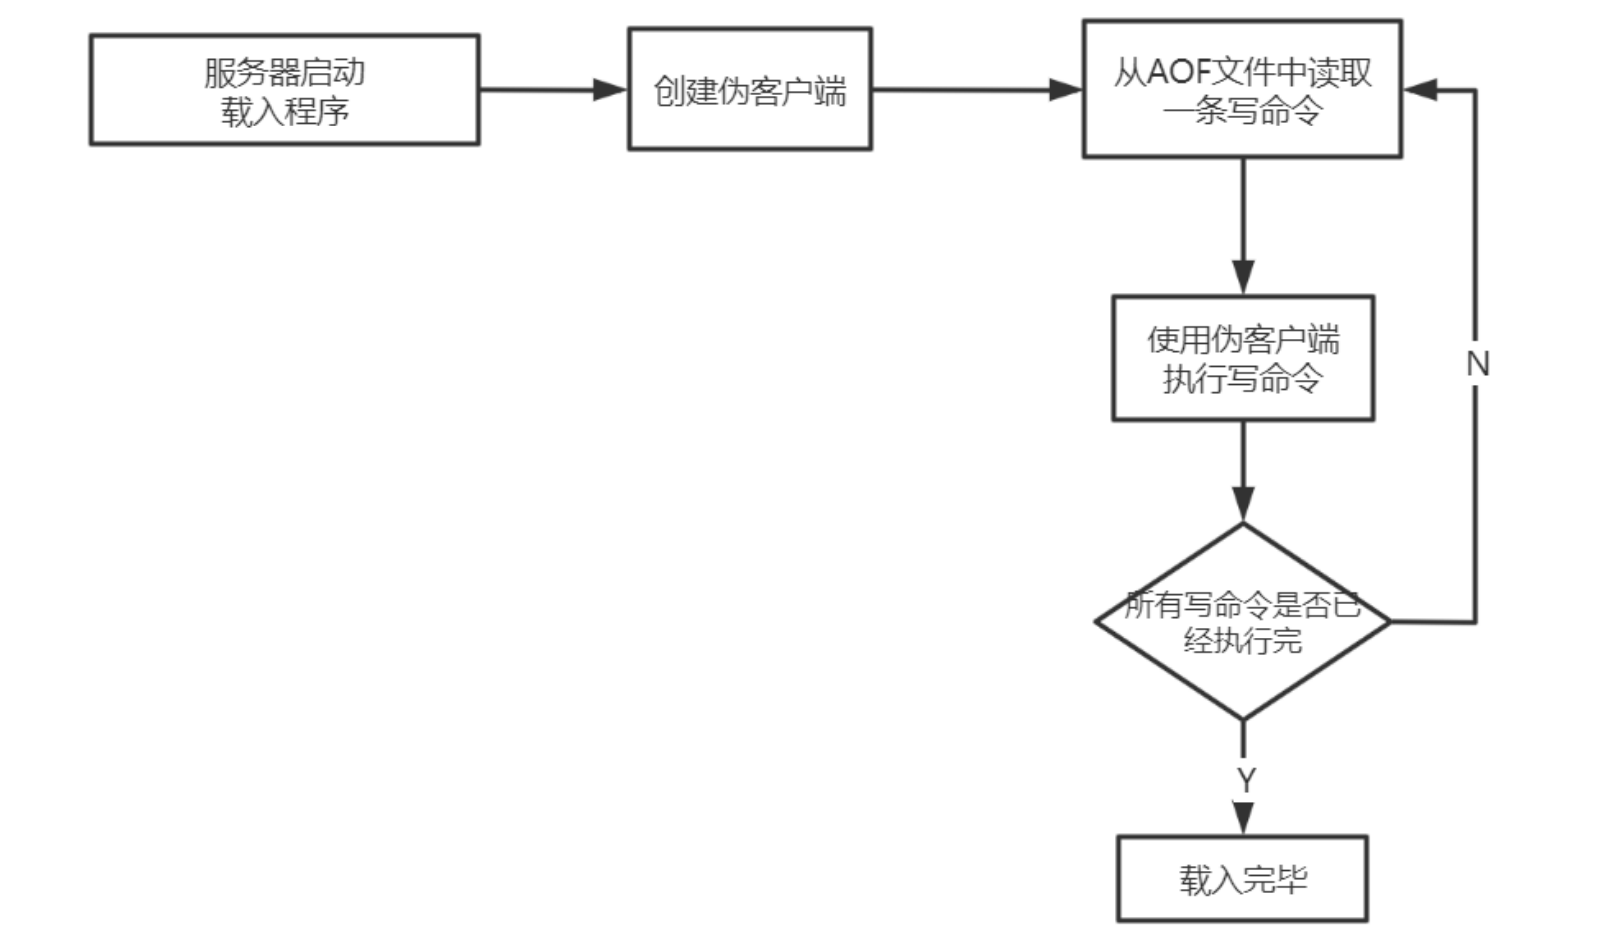 服务器启动
载入程序
创建伪客户端
从AOF文件中读取
一条写命令
使用伪客户端
执行写命令
N
所有写命令是否已
经执行完
Y
载入完毕